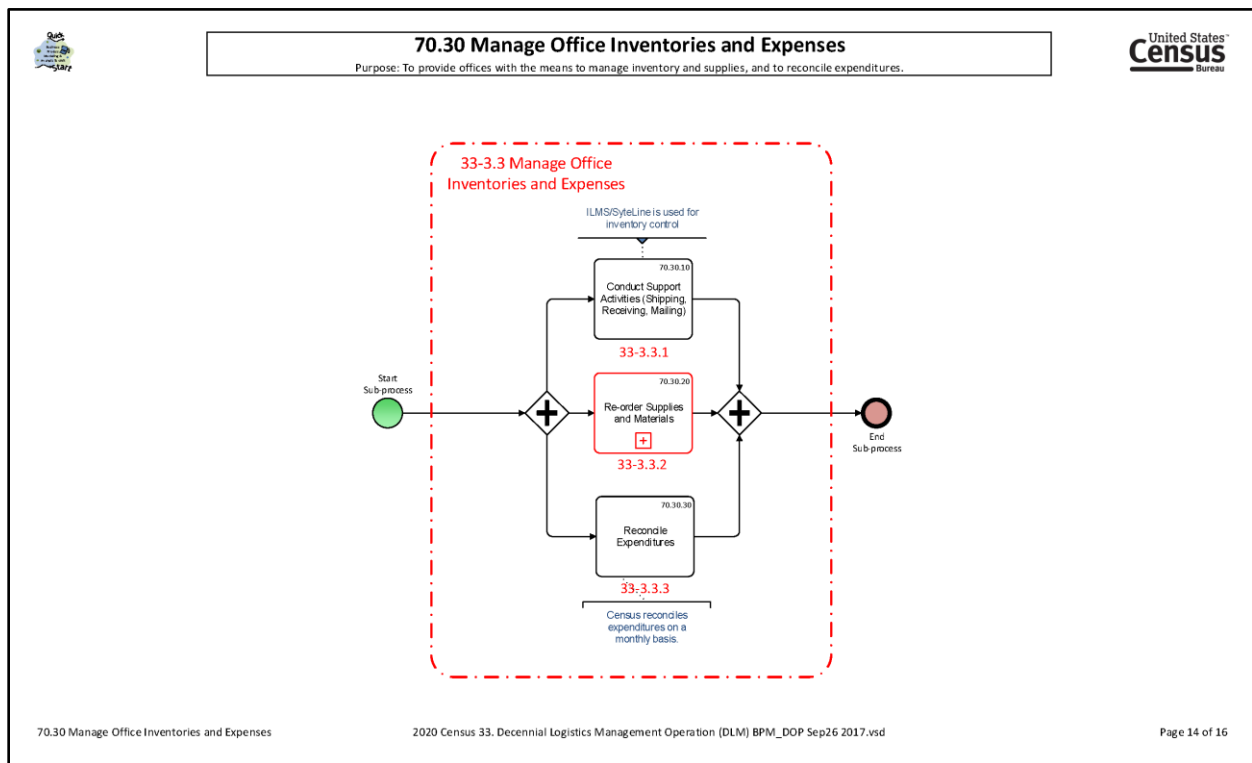 Quick
Start
70.30 Manage Office Inventories and Expenses
Purpose: To provide offices with the means to manage inventory and supplies, and to reconcile expenditures.
United States™
Census
Bureau
33-3.3 Manage Office
Inventories and Expenses
ILMS/SyteLine is used for
inventory control
70.30.10
Conduct Support
Activities (Shipping,
Receiving, Mailing)
33-3.3.1
Start
Sub-process
70.30.20
Re-order Supplies
and Materials
33-3.3.2
End
Sub-process
70.30.30
Reconcile
Expenditures
33-3.3.3
Census reconciles
expenditures on a
monthly basis.
70.30 Manage Office Inventories and Expenses
2020 Census 33. Decennial Logistics Management Operation (DLM) BPM_DOP Sep26 2017.vsd
Page 14 of 16